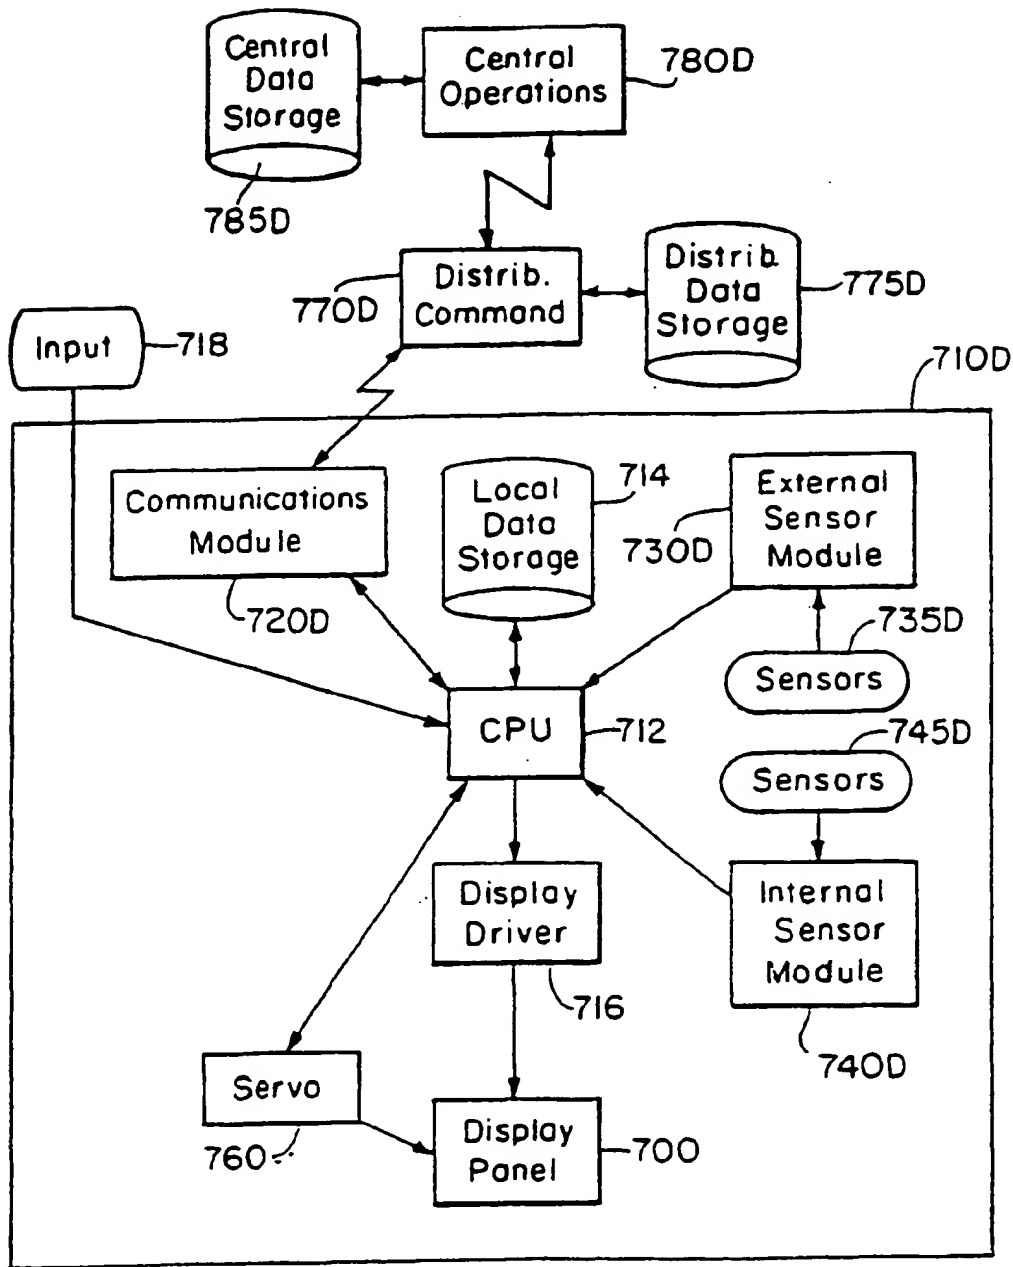 Central
Data
Storage
785D
Central
Operations
780D
Distrib.
Command
770D
Distrib.
Data
Storage
775D
Input
718
710D
Communications
Module
720D
Local
Data
Storage
714
External
Sensor
Module
730D
Sensors
735D
CPU
712
Sensors
745D
Display
Driver
716
Internal
Sensor
Module
740D
Servo
760
Display
Panel
700